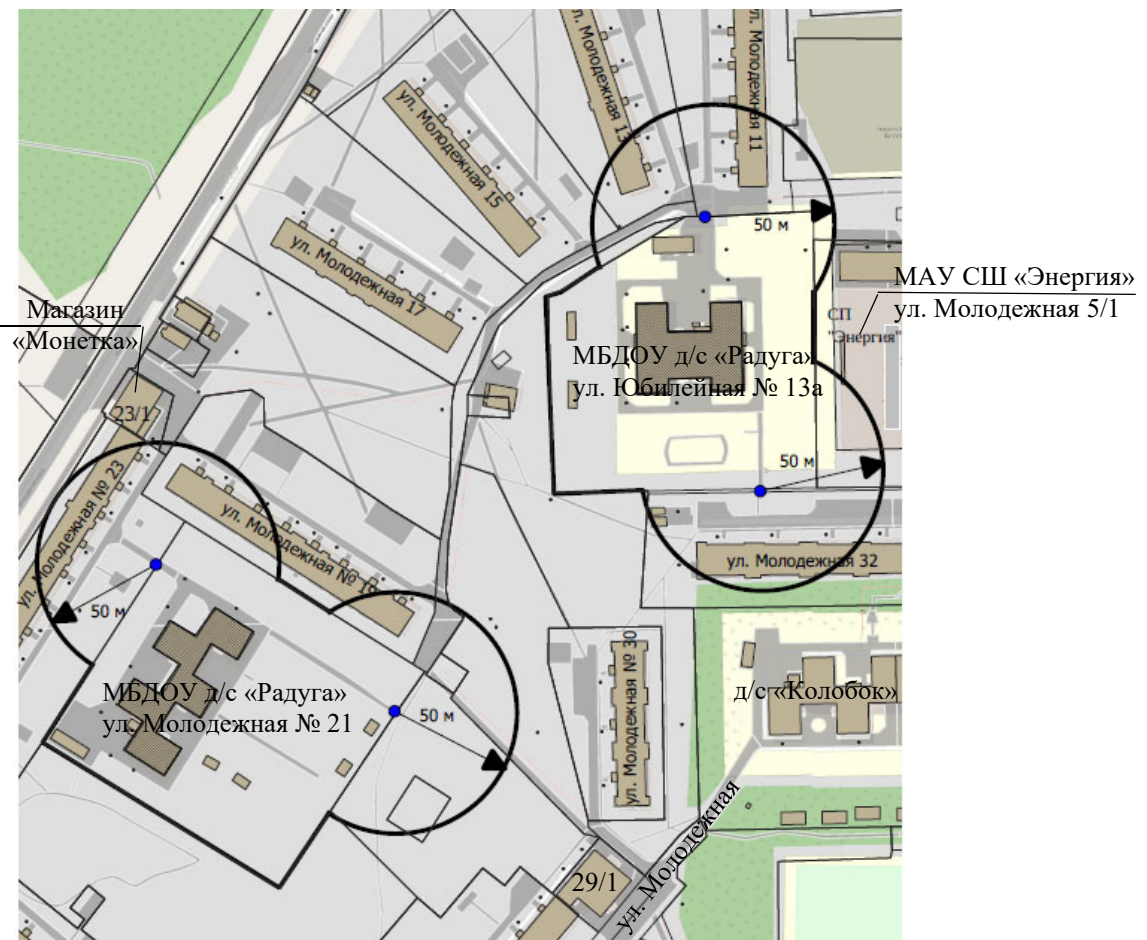 ул. Молодежная 13
ул. Молодежная 11
ул. Молодежная 15
50 м
ул. Молодежная 17
МАУ СШ «Энергия»
ул. Молодежная 5/1
Магазин
«Монетка»
СП
"Энергия"
МБДОУ д/с «Радуга»
ул. Юбилейная № 13а
23/1
50 м
ул. Молодежная № 23
ул. Молодежная № 19
ул. Молодежная 32
50 м
ул. Молодежная № 30
МБДОУ д/с «Радуга»
ул. Молодежная № 21
д/с «Колобок»
50 м
ул. Молодежная
29/1